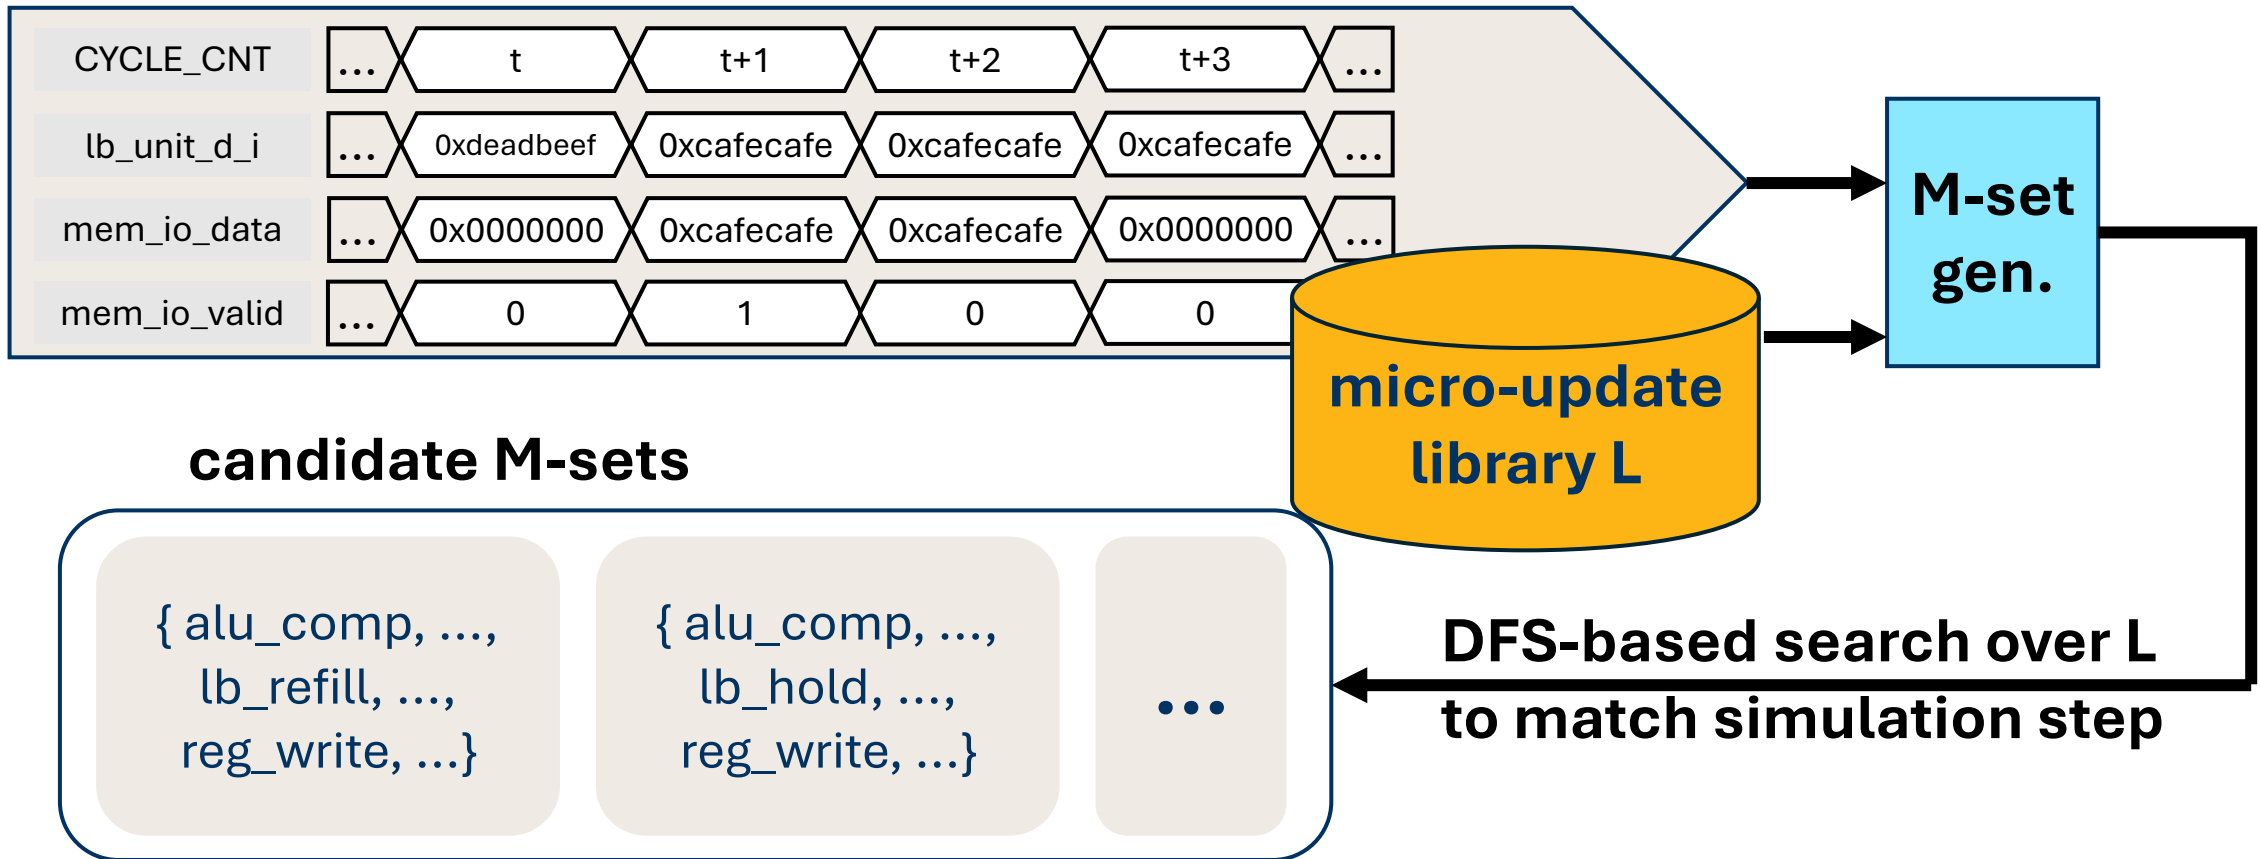 CYCLE_CNT ... t t+1 t+2 t+3 ...
lb_unit_d_i ... 0xdeadbeef 0xcafecafe 0xcafecafe 0xcafecafe ...
mem_io_data ... 0x0000000 0xcafecafe 0xcafecafe 0x0000000 ...
mem_io_valid ... 0 1 0 0
M-set
gen.
micro-update
library L
candidate M-sets
{ alu_comp, ...,
lb_refill, ...,
reg_write, ...}
{ alu_comp, ...,
lb_hold, ...,
reg_write, ...}
...
DFS-based search over L
to match simulation step